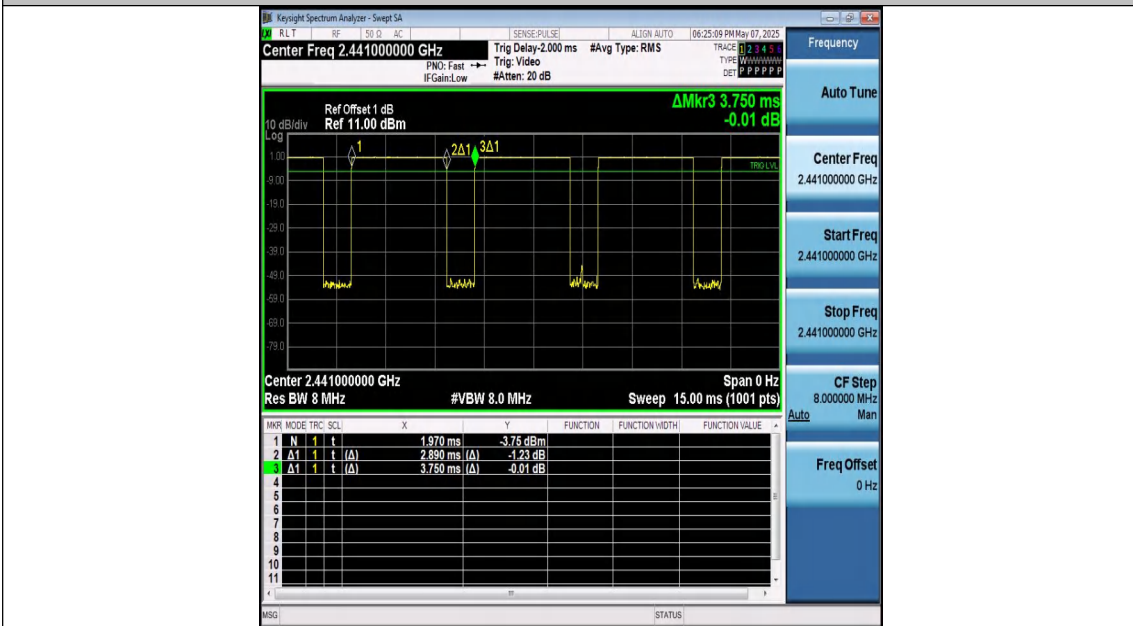 Keysight Spectrum Analyzer - Swept SA
RLT RF 50 Ω AC SENSE:PULSE ALIGN AUTO 06:25:09 PM May 07, 2025
Center Freq 2.441000000 GHz
Trig Delay-2.000 ms #Avg Type: RMS
TRACE 1 2 3 4 5 6
PNO: Fast Trig: Video
TYPE W
IFGain:Low #Atten: 20 dB
DET P P P P P P
Frequency
Auto Tune
Center Freq
2.441000000 GHz
Start Freq
2.441000000 GHz
Stop Freq
2.441000000 GHz
CF Step
8.000000 MHz
Auto Man
Freq Offset
0 Hz
ΔMkr3 3.750 ms
-0.01 dB
Ref Offset 1 dB
10 dB/div Ref 11.00 dBm
Log
1 2Δ1 3Δ1
TRIG LVL
1.00
-9.00
-19.0
-29.0
-39.0
-49.0
-59.0
-69.0
-79.0
Center 2.441000000 GHz Span 0 Hz
Res BW 8 MHz #VBW 8.0 MHz Sweep 15.00 ms (1001 pts)
MKR MODE TRC SCL X Y FUNCTION FUNCTION WIDTH FUNCTION VALUE
1 N 1 t 1.970 ms -3.75 dBm
2 Δ1 1 t (Δ) 2.890 ms (Δ) -1.23 dB
3 Δ1 1 t (Δ) 3.750 ms (Δ) -0.01 dB
4
5
6
7
8
9
10
11
MSG STATUS